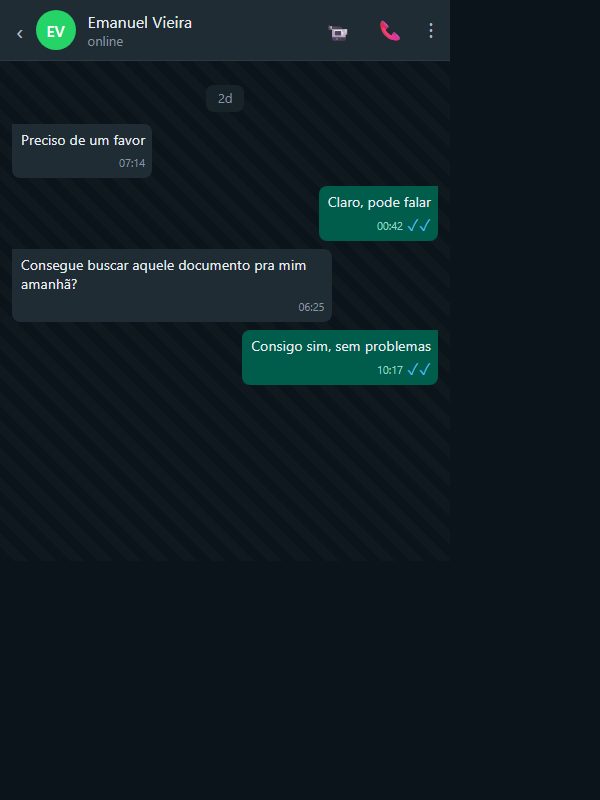 Emanuel Vieira
EV
online
2d
Preciso de um favor
07:14
Claro, pode falar
00:42
Consegue buscar aquele documento pra mim
amanhã?
06:25
Consigo sim, sem problemas
10:17